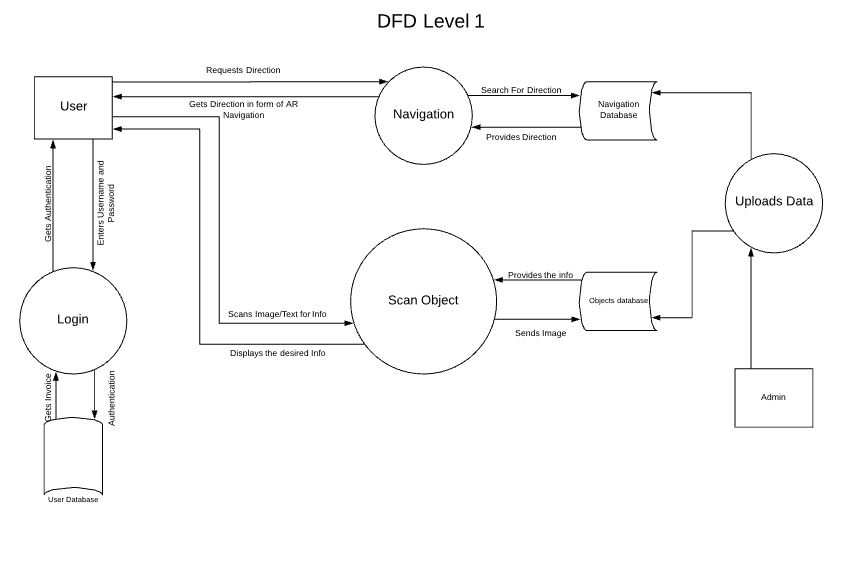 DFD Level 1
Requests Direction
User
Gets Direction in form of AR
Navigation
Navigation
Search For Direction
Provides Direction
Navigation
Database
Uploads Data
Gets Authentication
Enters Username and
Password
Scan Object
Provides the info
Sends Image
Objects database
Scans Image/Text for Info
Displays the desired Info
Login
Gets Invoice
Authentication
User Database
Admin